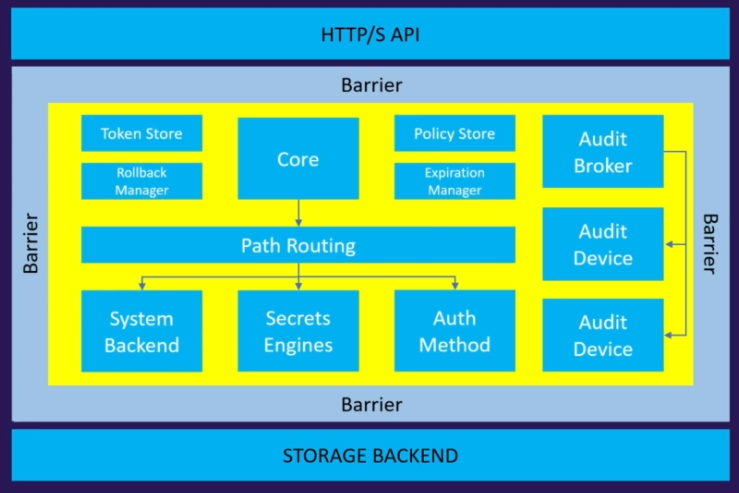 HTTP/S API
Barrier
Token Store
Rollback
Manager
Core
Policy Store
Expiration
Manager
Audit
Broker
Barrier
Path Routing
Audit
Device
Barrier
System
Backend
Secrets
Engines
Auth
Method
Audit
Device
Barrier
STORAGE BACKEND